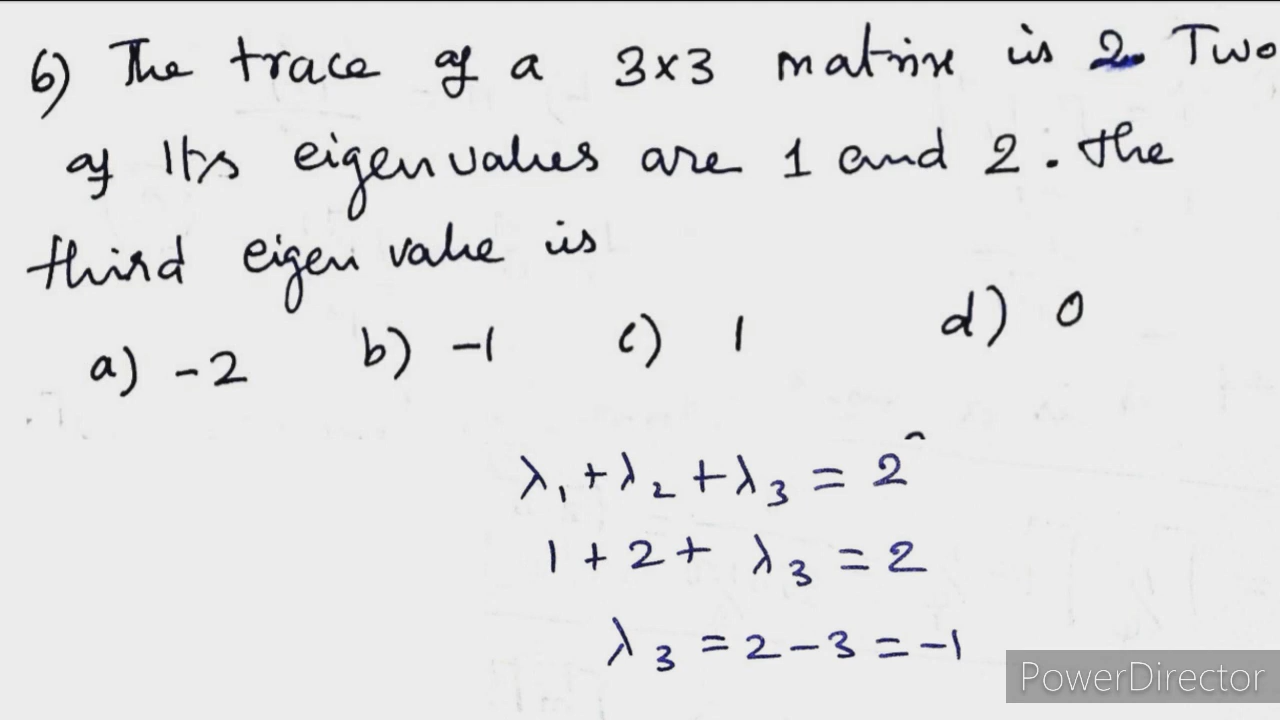 6) The trace of a 3×3 matrix is 2. Two
of Its eigen values are 1 and 2. the
third eigen value is
a) -2 b) -1 c) 1 d) 0
λ₁+λ₂+λ₃ = 2
1+2+ λ₃ = 2
λ₃ = 2-3 = -1
PowerDirector